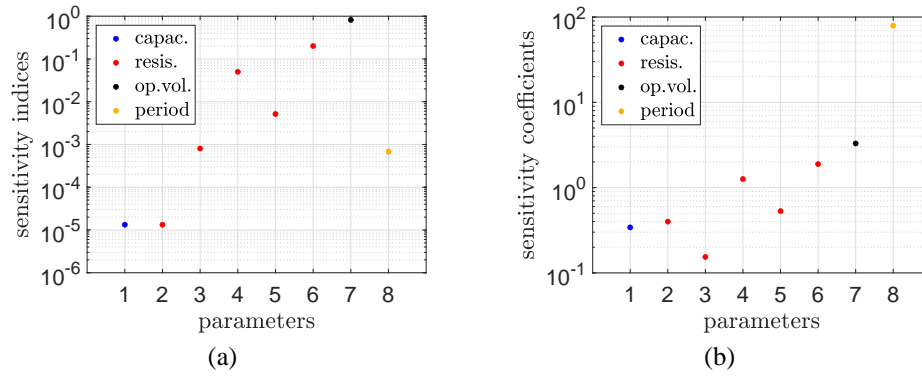 sensitivity indices
10^0
10^-1
10^-2
10^-3
10^-4
10^-5
10^-6
capac.
resis.
op.vol.
period
1 2 3 4 5 6 7 8
parameters
(a)
sensitivity coefficients
10^2
10^1
10^0
10^-1
capac.
resis.
op.vol.
period
1 2 3 4 5 6 7 8
parameters
(b)